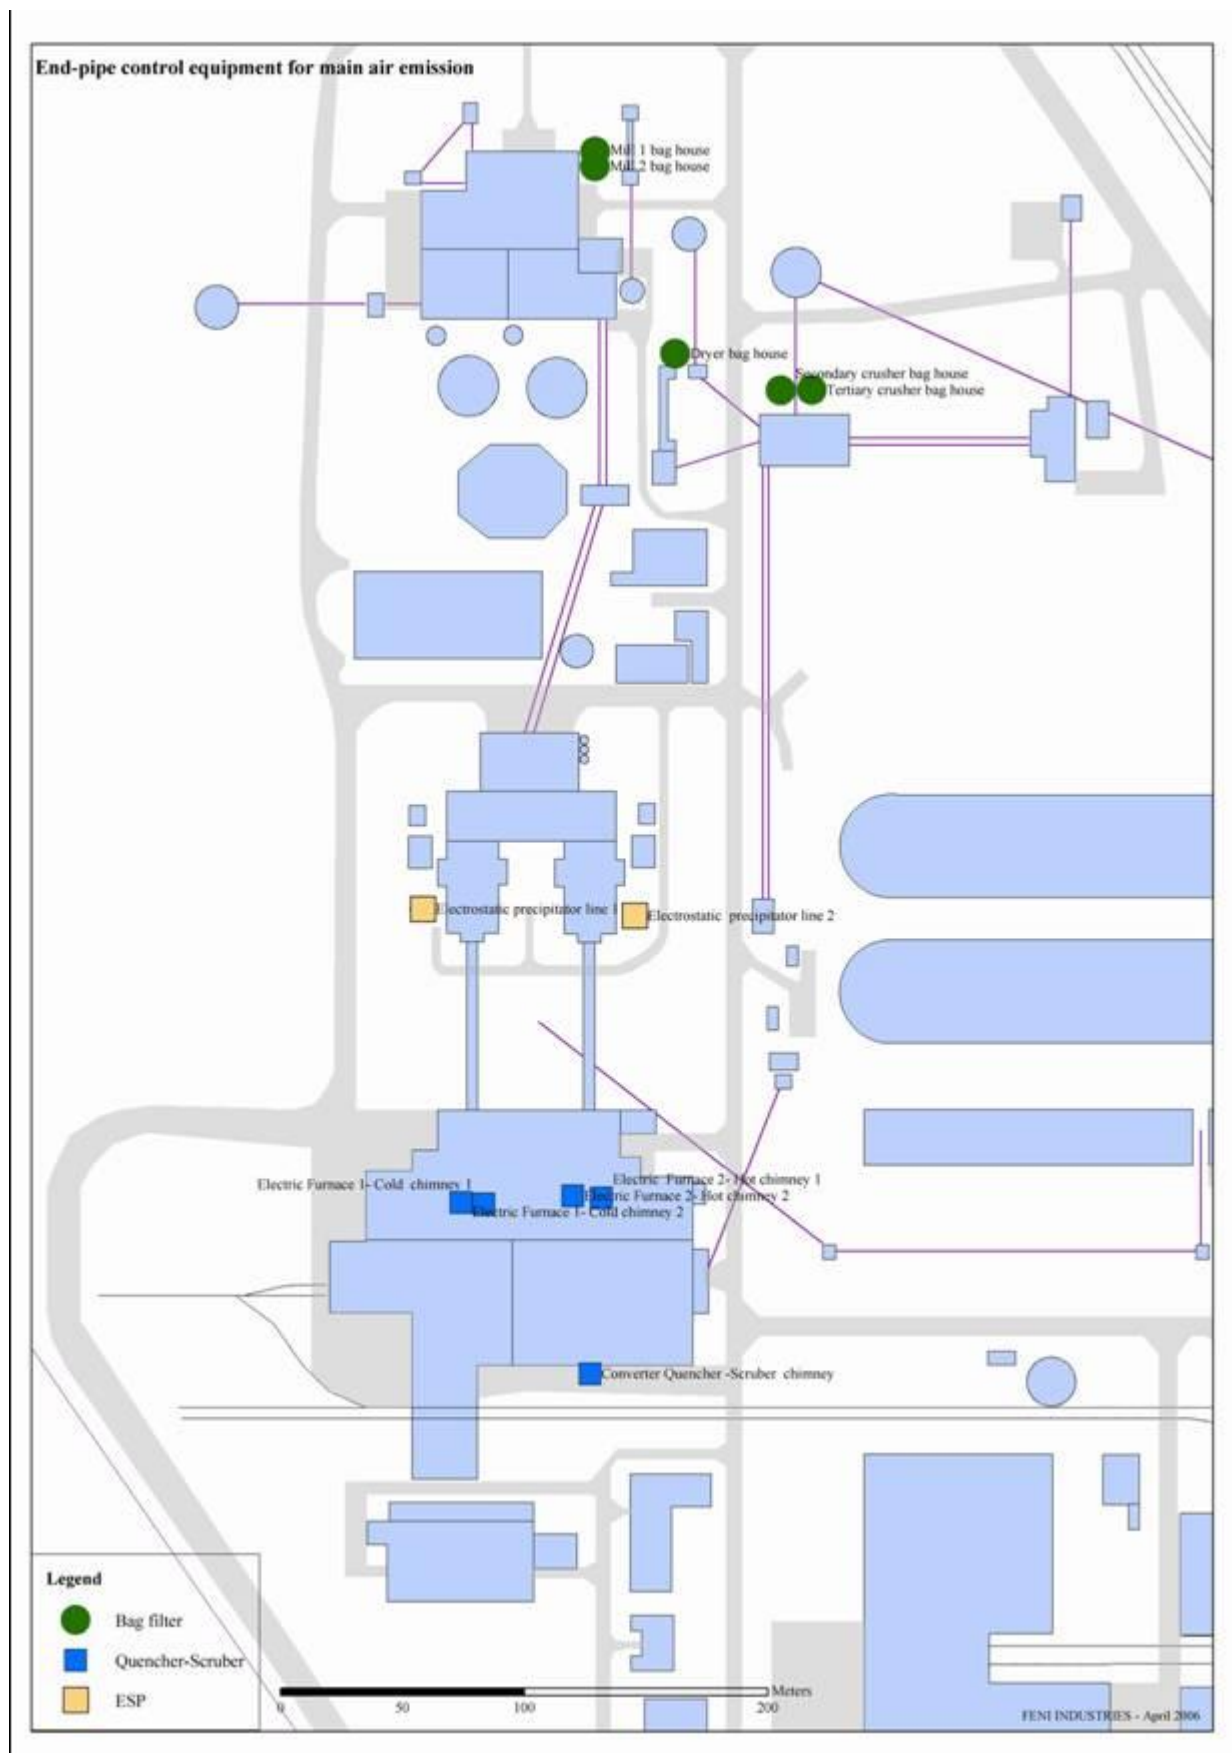 End-pipe control equipment for main air emission
Mill 1 bag house
Mill 2 bag house
Dryer bag house
Secondary crusher bag house
Tertiary crusher bag house
Electrostatic precipitator line 1
Electrostatic precipitator line 2
Electric Furnace 2- Hot chimney 1
Electric Furnace 1- Cold chimney 1
Electric Furnace 2- Hot chimney 2
Electric Furnace 1- Cold chimney 2
Converter Quencher -Scruber chimney
Legend
Bag filter
Quencher-Scruber
ESP
Meters
0 50 100 200
FENI INDUSTRIES - April 2006